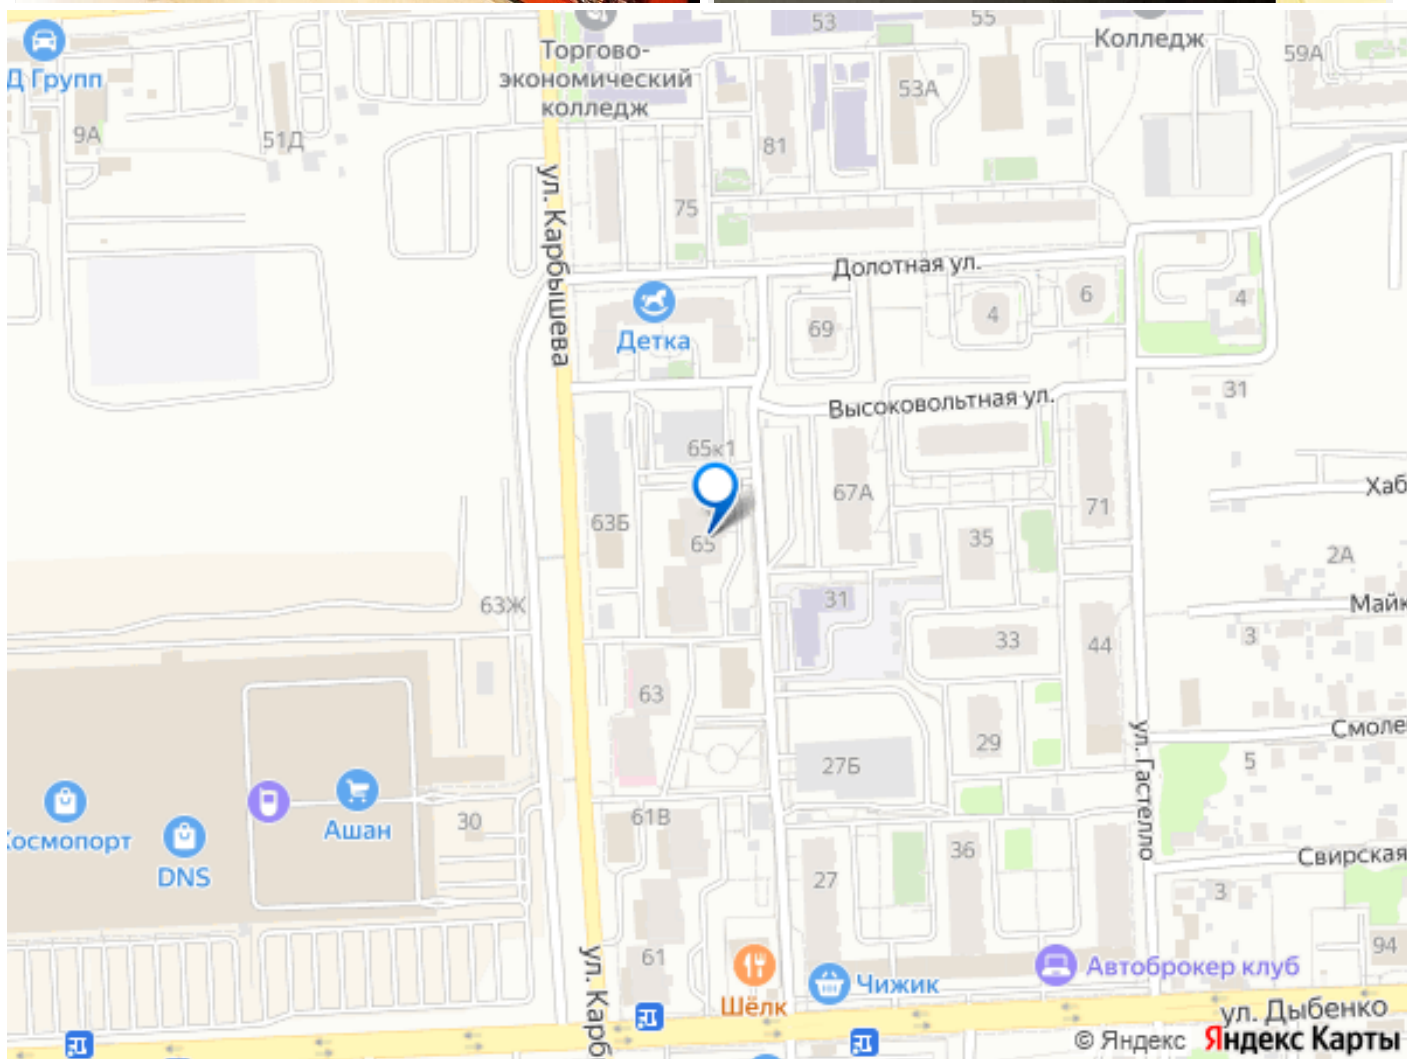 53
55
Торгово-
экономический
колледж
Колледж
59А
Д Групп
53А
9А
51Д
81
ул. Карбышева
75
Долотная ул.
4
6
4
69
Детка
31
Высоковольтная ул.
65к1
Хаб
67А
71
63Б
65
35
2А
63Ж
31
Майк
33
44
3
63
Смоле
29
ул. Гастелло
5
27Б
Ашан
30
61В
Космопорт
DNS
36
Свирская
27
3
94
ул. Карб
61
Шёлк
Чижик
Автоброкер клуб
ул. Дыбенко
© Яндекс Яндекс Карты